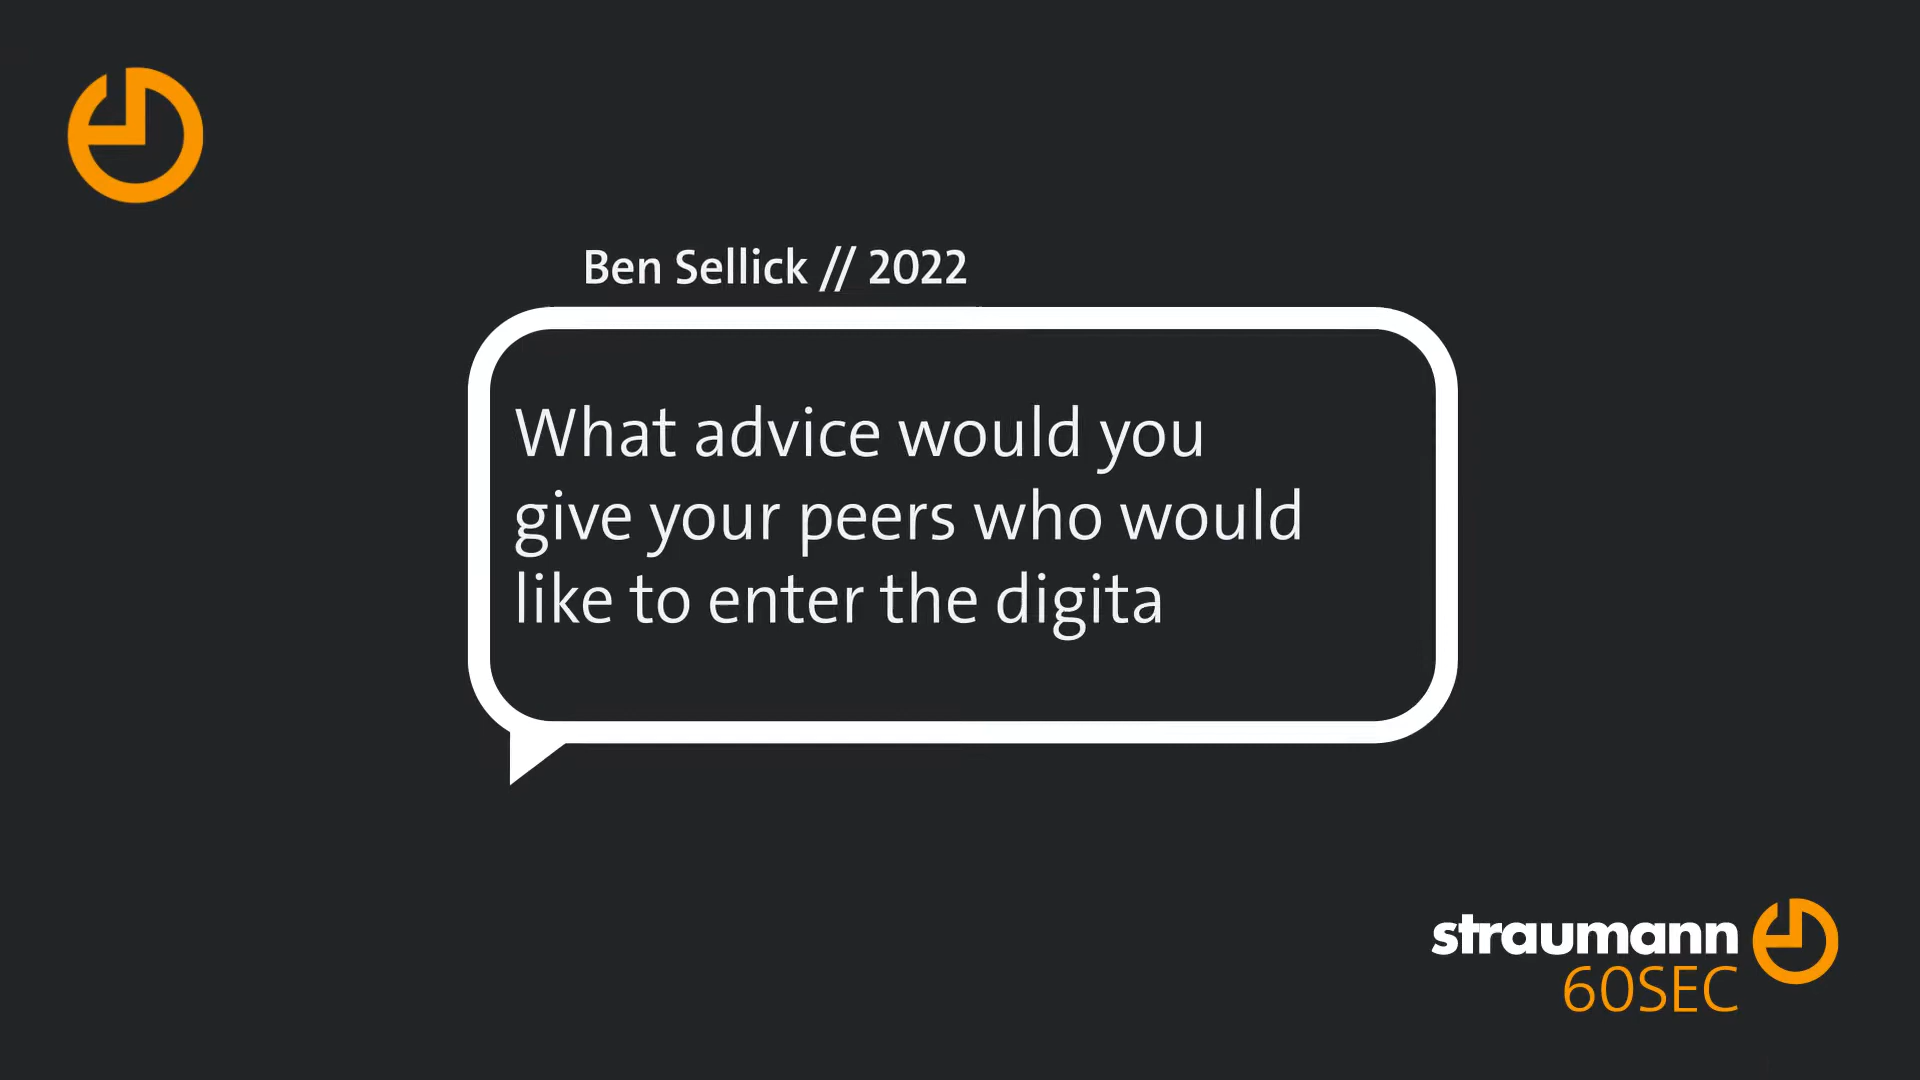 Ben Sellick // 2022
What advice would you
give your peers who would
like to enter the digita
straumann
60SEC